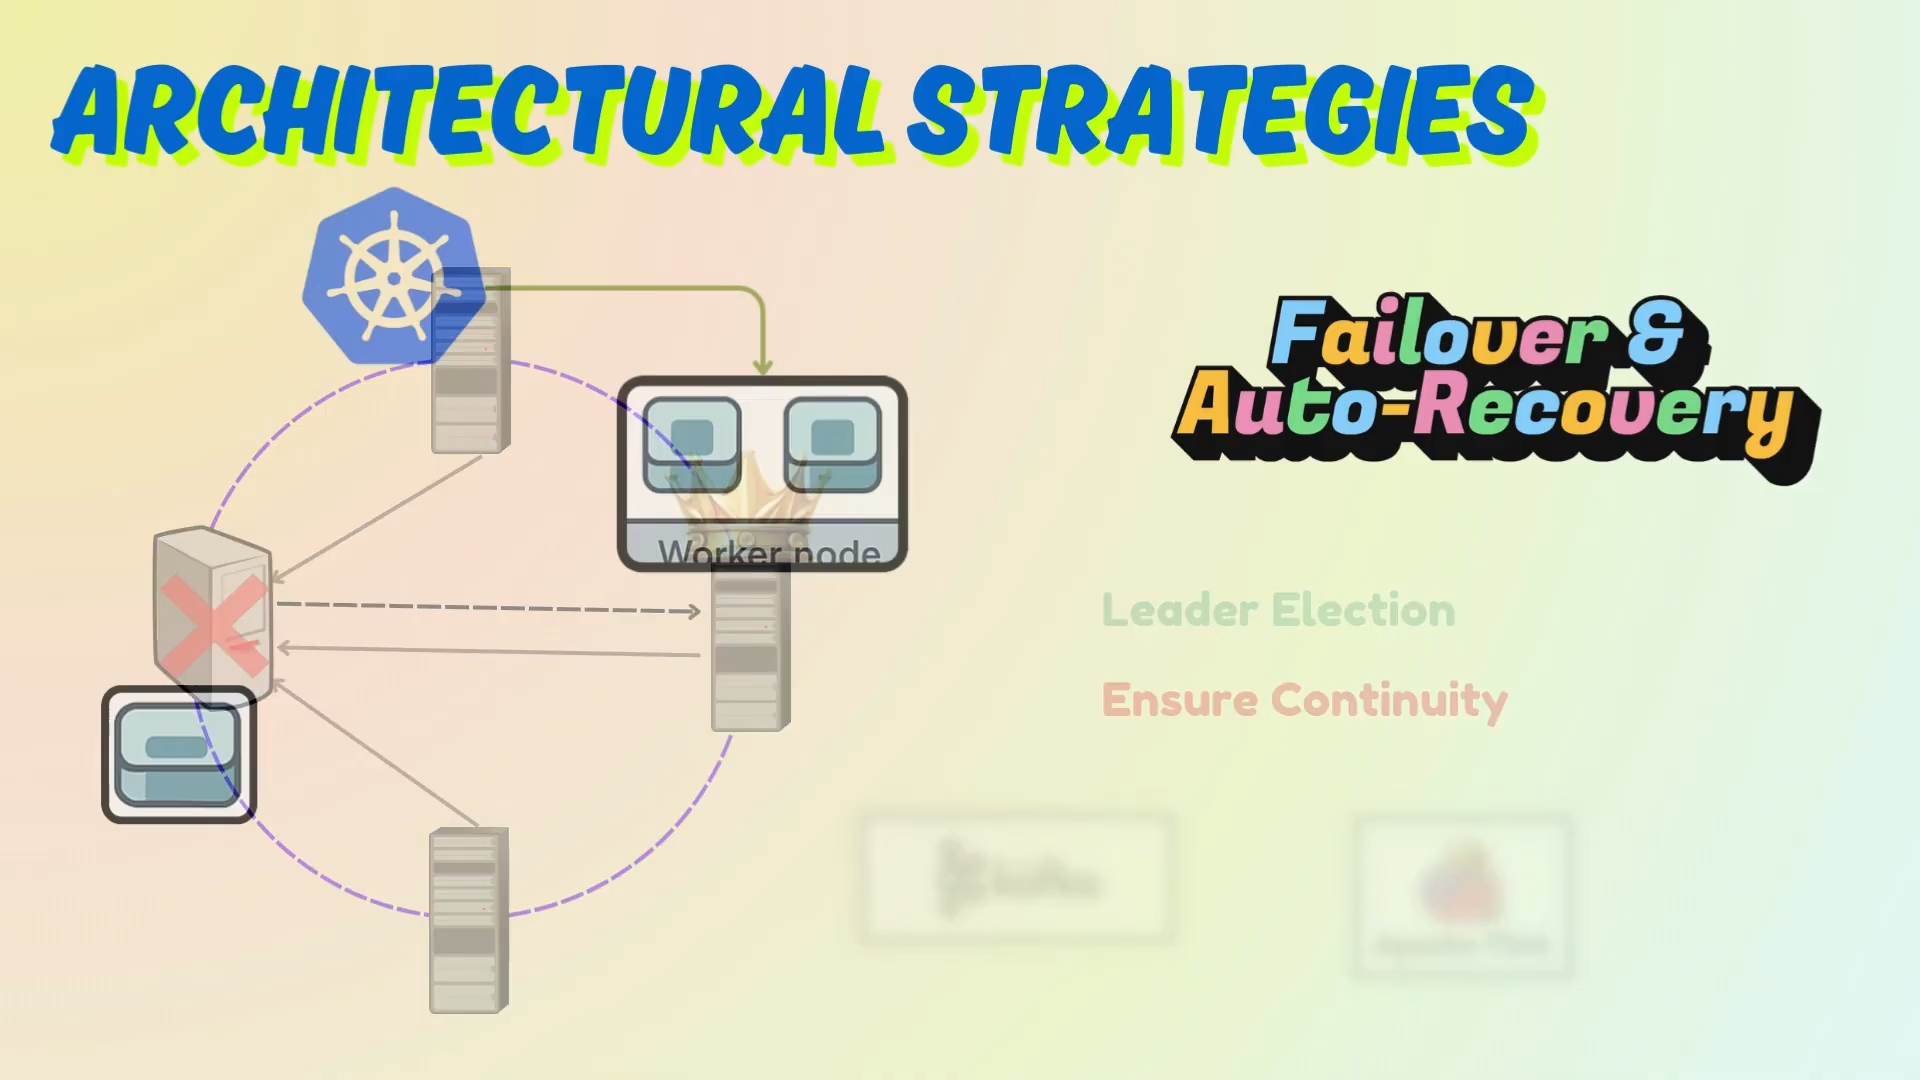 ARCHITECTURAL STRATEGIES
Failover &
Auto-Recovery
Worker node
Leader Election
Ensure Continuity